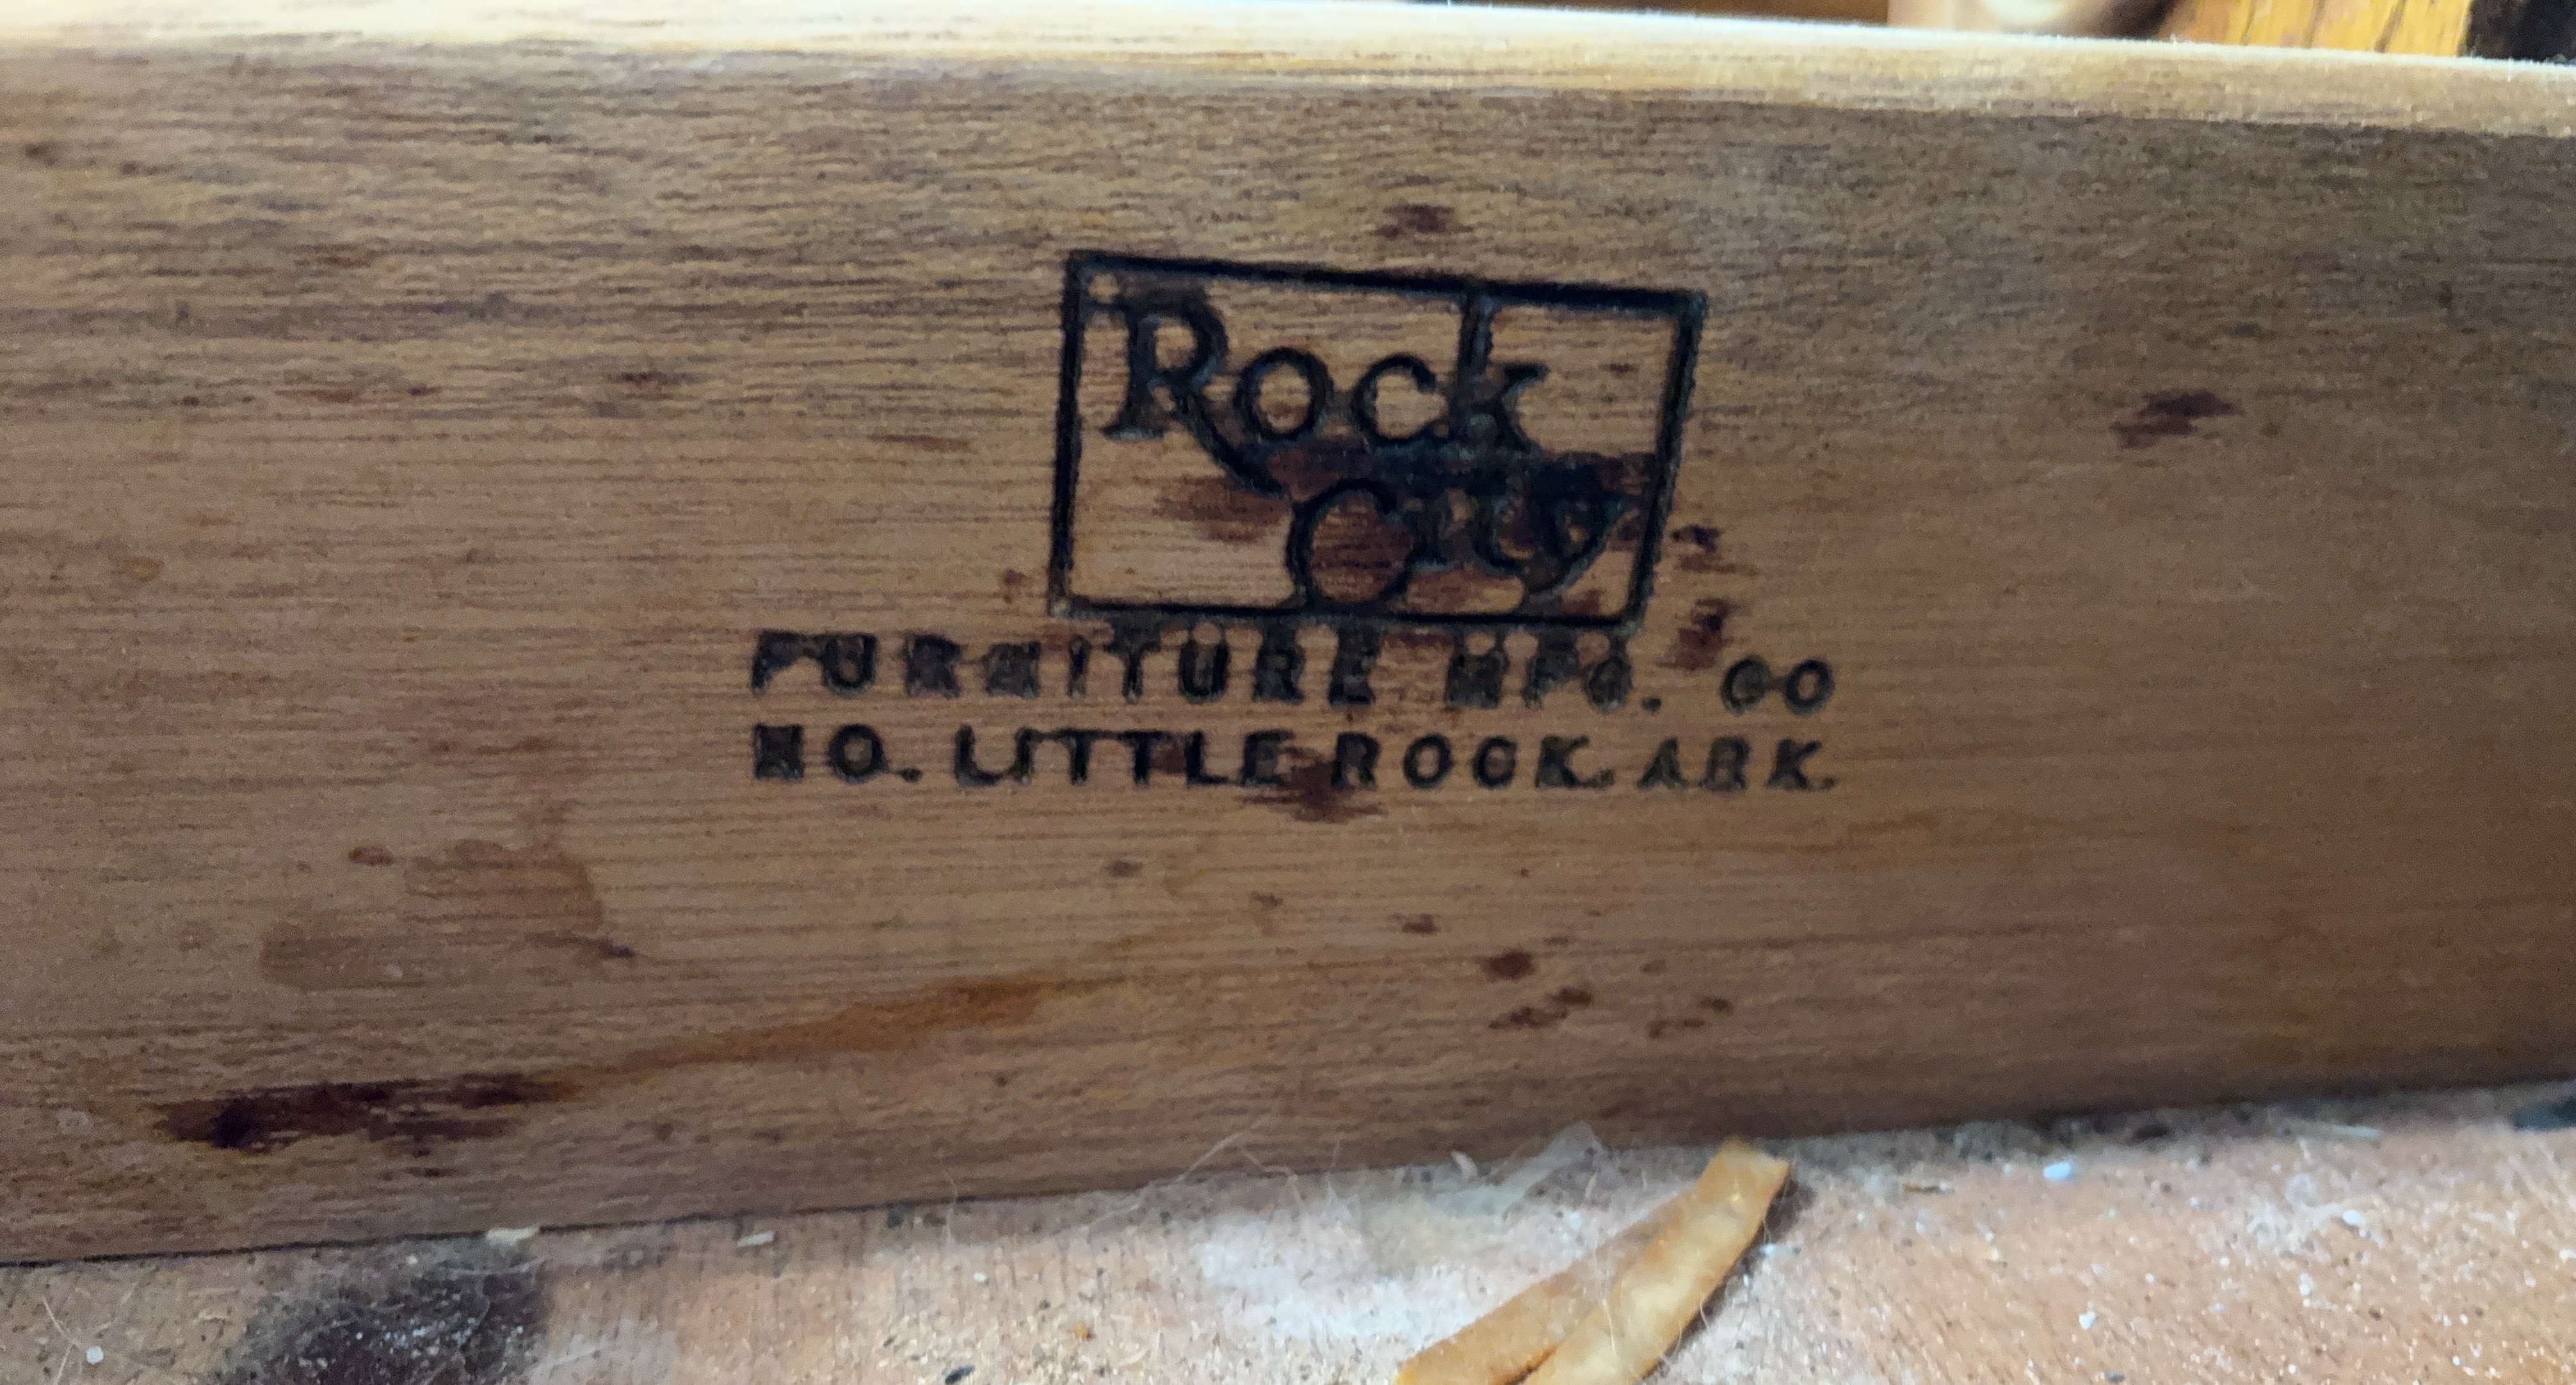 Rock
City
FURNITURE MFG. CO
NO. LITTLE ROCK. ARK.